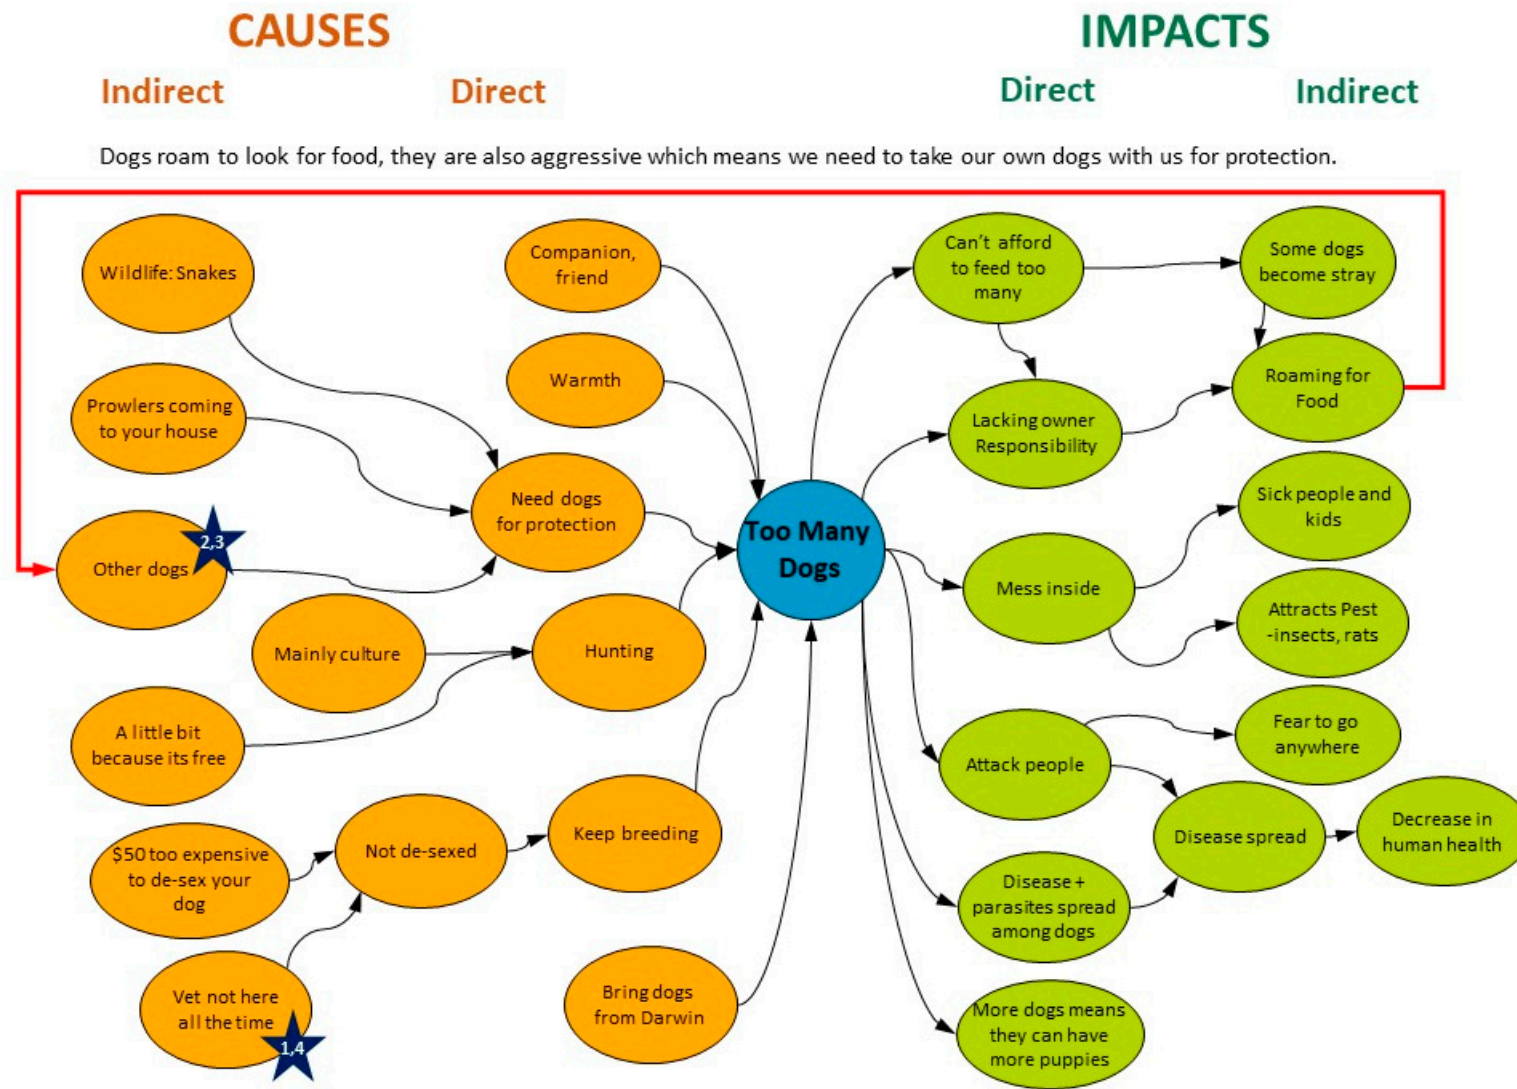 CAUSES
IMPACTS
Indirect
Direct
Direct
Indirect
Dogs roam to look for food, they are also aggressive which means we need to take our own dogs with us for protection.
Wildlife: Snakes
Prowlers coming
to your house
Other dogs
2,3
Mainly culture
A little bit
because its free
$50 too expensive
to de-sex your
dog
Vet not here
all the time
1,4
Companion,
friend
Warmth
Need dogs
for protection
Hunting
Not de-sexed
Keep breeding
Bring dogs
from Darwin
Too Many
Dogs
Can't afford
to feed too
many
Lacking owner
Responsibility
Mess inside
Attack people
Disease +
parasites spread
among dogs
More dogs means
they can have
more puppies
Some dogs
become stray
Roaming for
Food
Sick people and
kids
Attracts Pest
-insects, rats
Fear to go
anywhere
Disease spread
Decrease in
human health